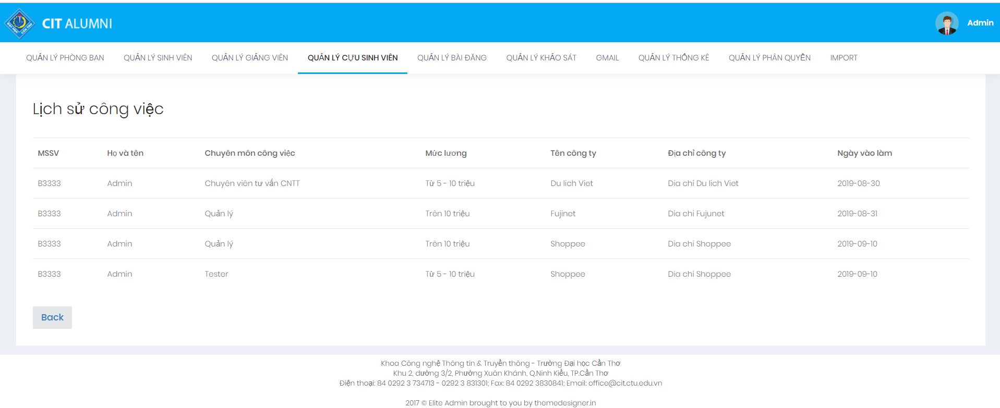 CIT ALUMNI
Admin
QUẢN LÝ PHÒNG BAN QUẢN LÝ SINH VIÊN QUẢN LÝ GIẢNG VIÊN QUẢN LÝ CỰU SINH VIÊN QUẢN LÝ BÀI ĐĂNG QUẢN LÝ KHẢO SÁT GMAIL QUẢN LÝ THỐNG KÊ QUẢN LÝ PHÂN QUYỀN IMPORT
Lịch sử công việc
MSSV Họ và tên Chuyên môn công việc Mức lương Tên công ty Địa chỉ công ty Ngày vào làm
B3333 Admin Chuyên viên tư vấn CNTT Từ 5 - 10 triệu Du lich Viet Dia chi Du lich Viet 2019-08-30
B3333 Admin Quản lý Trên 10 triệu Fujinet Dia chi Fujunet 2019-08-31
B3333 Admin Quản lý Trên 10 triệu Shoppee Dia chi Shoppee 2019-09-10
B3333 Admin Tester Từ 5 - 10 triệu Shoppee Dia chi Shoppee 2019-09-10
Back
Khoa Công nghệ Thông tin & Truyền thông - Trường Đại học Cần Thơ
Khu 2, đường 3/2, Phường Xuân Khánh, Q.Ninh Kiều, TP.Cần Thơ
Điện thoại: 84 0292 3 734713 - 0292 3 831301; Fax: 84 0292 3830841; Email: office@cit.ctu.edu.vn
2017 © Elite Admin brought to you by themedesigner.in